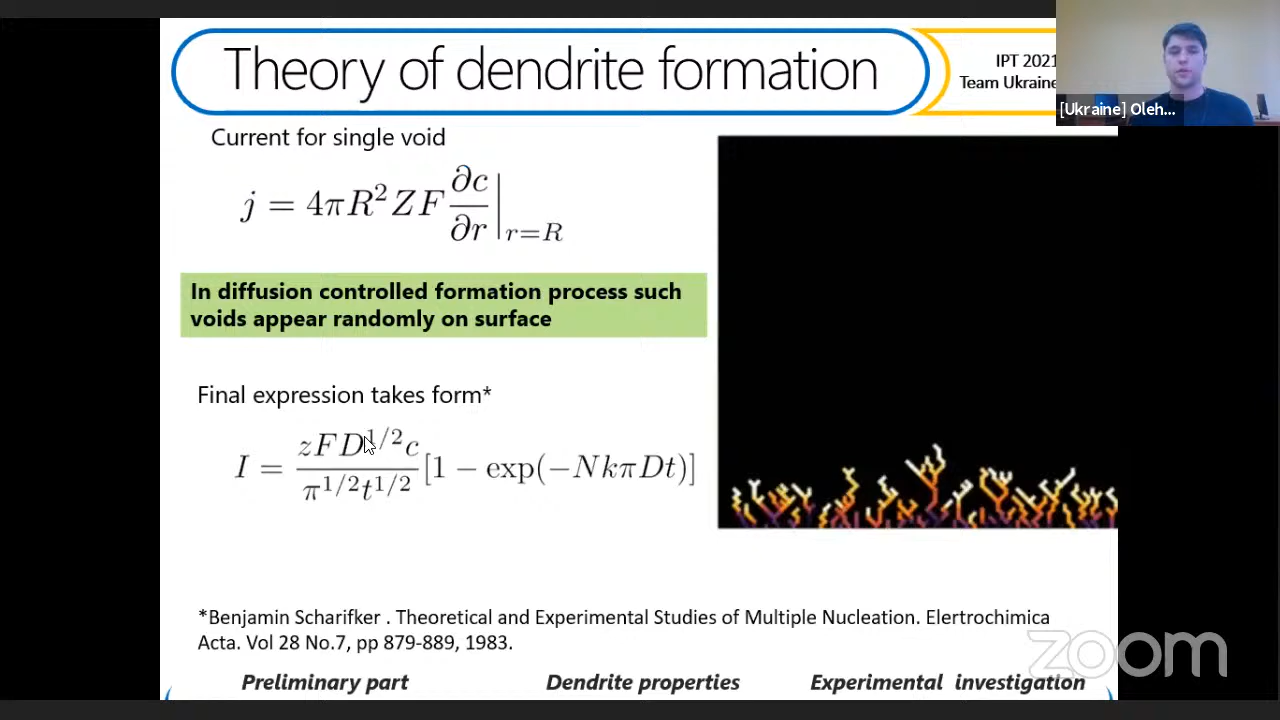 Theory of dendrite formation
IPT 2021
Team Ukraine
[Ukraine] Oleh...
Current for single void
j = 4πR²ZF ∂c/∂r|r=R
In diffusion controlled formation process such
voids appear randomly on surface
Final expression takes form*
I = zFD^1/2c/π^1/2t^1/2 [1 − exp(−NkπDt)]
*Benjamin Scharifker . Theoretical and Experimental Studies of Multiple Nucleation. Elertrochimica
Acta. Vol 28 No.7, pp 879-889, 1983.
zoom
Preliminary part
Dendrite properties
Experimental investigation